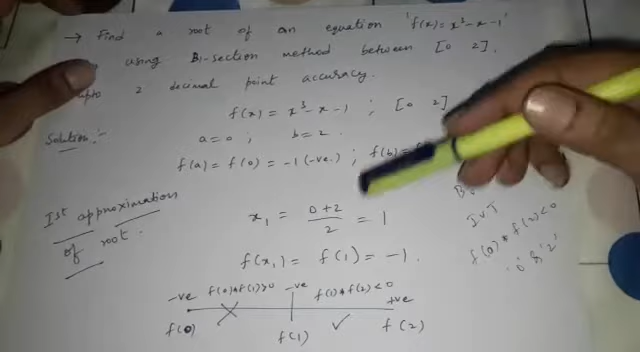 → Find a root of an equation 'f(x) = x³ - x - 1'
using Bi-section method between [0 2].
upto 2 decimal point accuracy.
f(x) = x³ - x - 1 ; [0 2]
Solution:-
a = 0 ; b = 2.
f(a) = f(0) = -1 (-ve.) ; f(b) =
Ist approximation of root.
x₁ = (0+2)/2 = 1
f(x₁) = f(1) = -1.
IVT
f(0) * f(2) < 0
'0' & '2'
-ve f(0)*f(1)>0 -ve f(1)*f(2)<0 +ve
f(0) f(1) ✓ f(2)